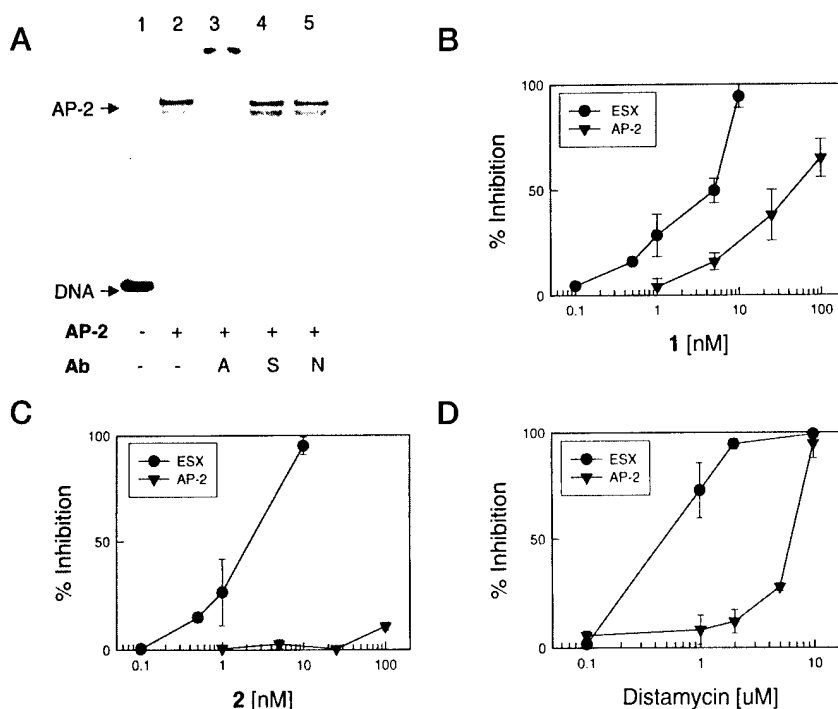 A
1 2 3 4 5
AP-2
DNA
AP-2 - + + + +
Ab - - A S N
B
100
50
0
% Inhibition
ESX
AP-2
0.1 1 10 100
1 [nM]
C
100
50
0
% Inhibition
ESX
AP-2
0.1 1 10 100
2 [nM]
D
100
50
0
% Inhibition
ESX
AP-2
0.1 1 10
Distamycin [uM]